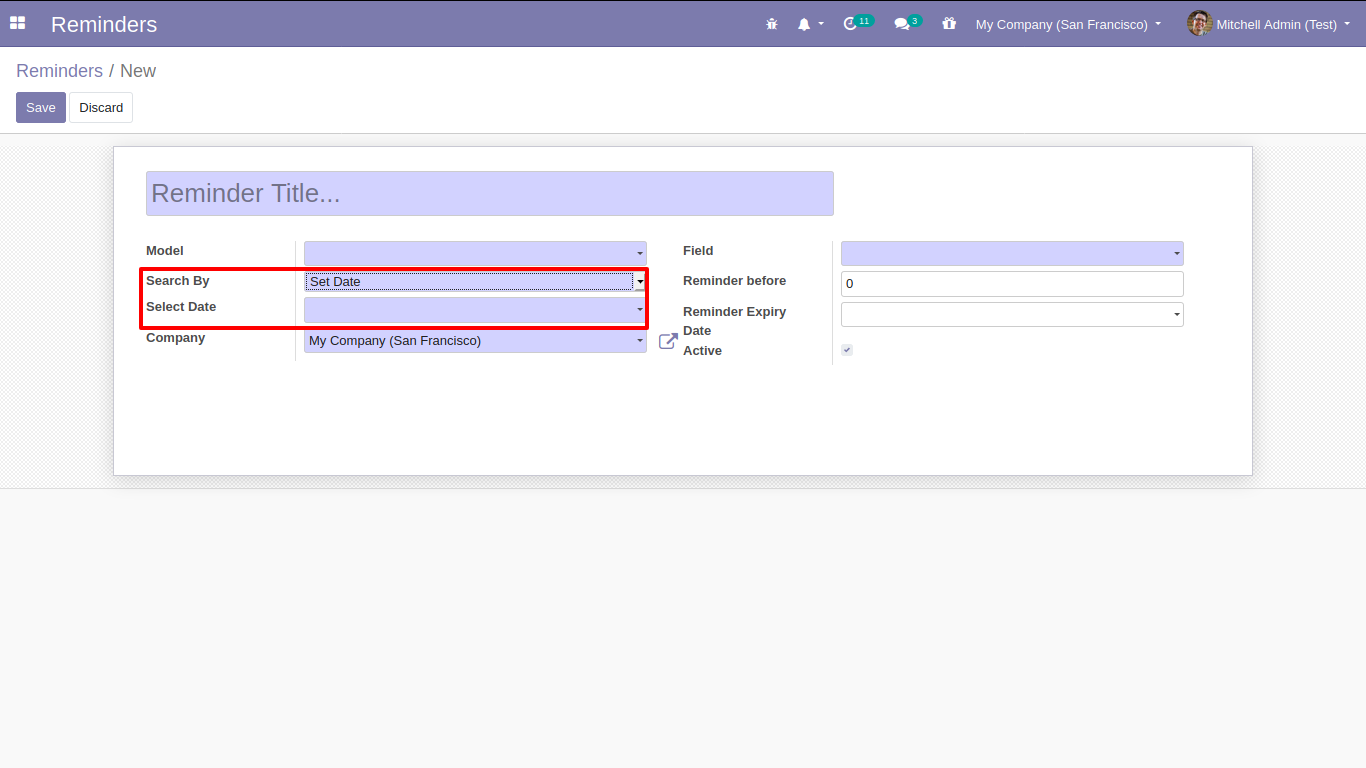 Reminders
11
3
My Company (San Francisco)
Mitchell Admin (Test)
Reminders / New
Save
Discard
Reminder Title...
Model
Field
Search By
Set Date
Reminder before
0
Select Date
Reminder Expiry
Date
Company
My Company (San Francisco)
Active